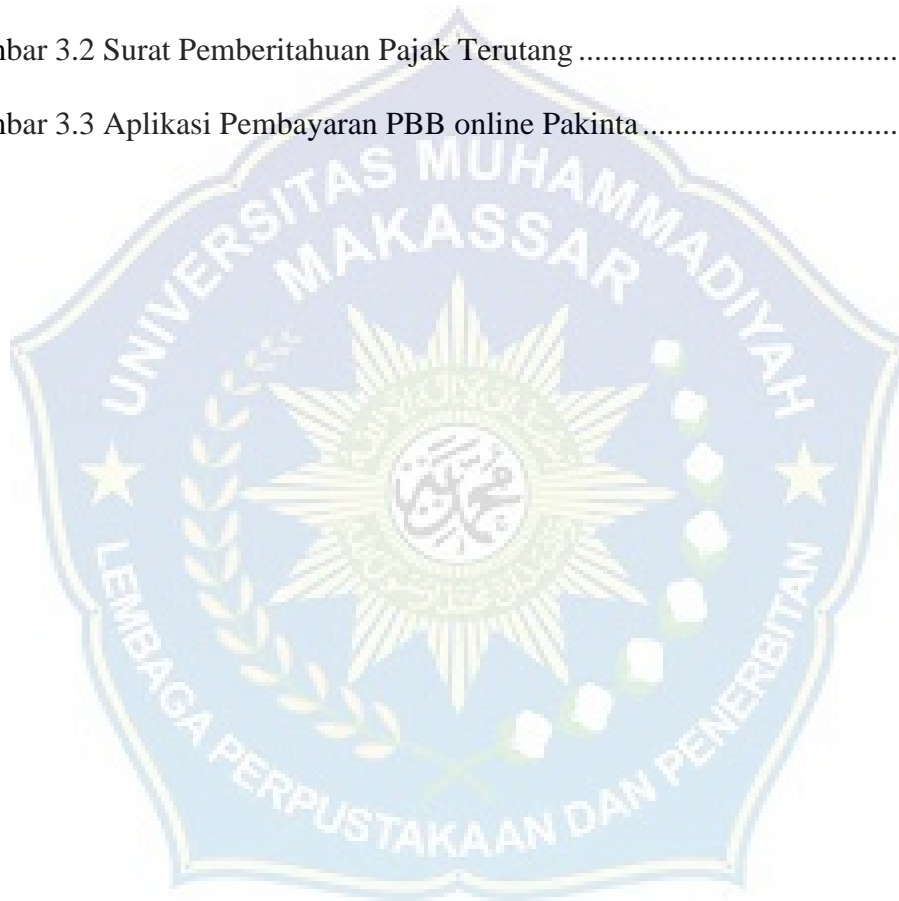 mbar 3.2 Surat Pemberitahuan Pajak Terutang ........................................
mbar 3.3 Aplikasi Pembayaran PBB online Pakinta ................................
UNIVERSITAS MUHAMMADIYAH
MAKASSAR
محمد
LEMBAGA PERPUSTAKAAN DAN PENERBITAN